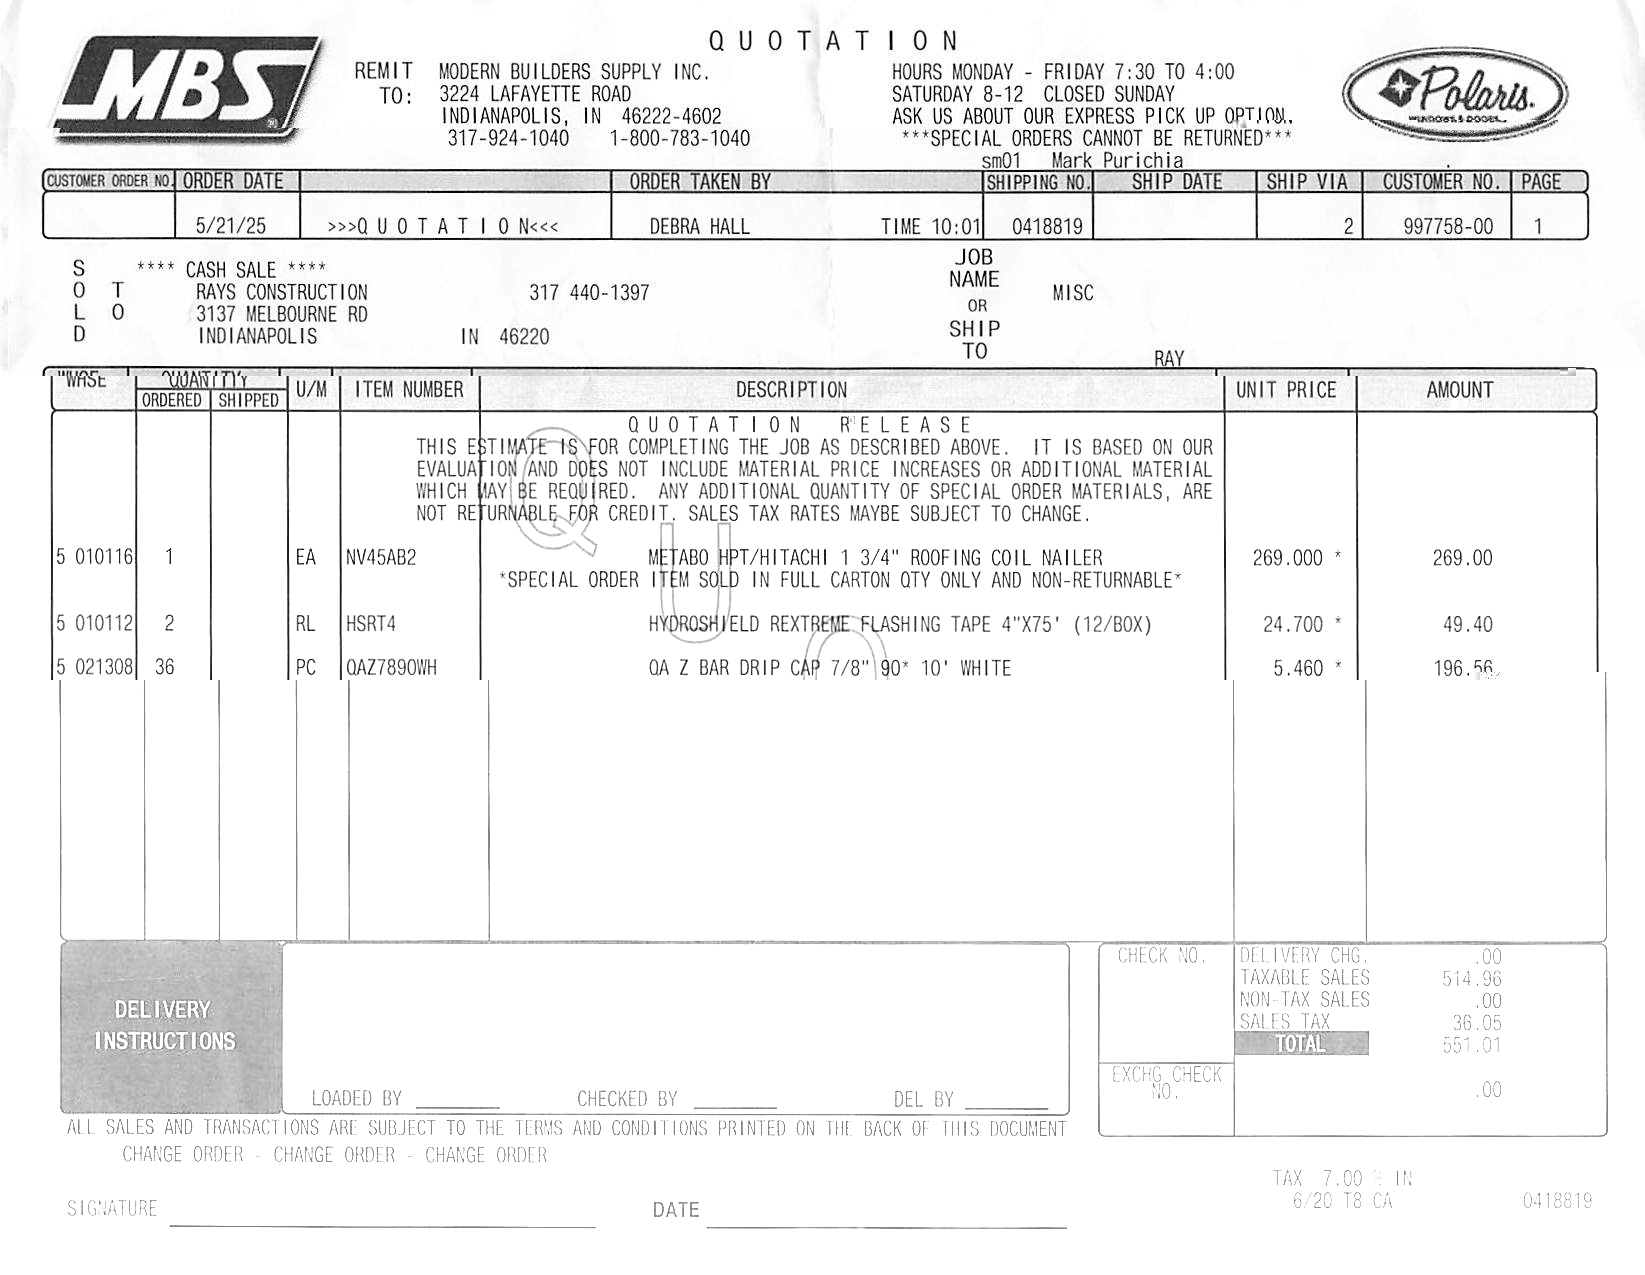 QUOTATION
MBS
REMIT TO: MODERN BUILDERS SUPPLY INC.
3224 LAFAYETTE ROAD
INDIANAPOLIS, IN 46222-4602
317-924-1040 1-800-783-1040
HOURS MONDAY - FRIDAY 7:30 TO 4:00
SATURDAY 8-12 CLOSED SUNDAY
ASK US ABOUT OUR EXPRESS PICK UP OPTION.
***SPECIAL ORDERS CANNOT BE RETURNED***
sm01 Mark Purichia
Polaris.
WINDOWS & DOORS
CUSTOMER ORDER NO. ORDER DATE ORDER TAKEN BY SHIPPING NO. SHIP DATE SHIP VIA CUSTOMER NO. PAGE
5/21/25 >>>Q U O T A T I O N<<< DEBRA HALL TIME 10:01 0418819 2 997758-00 1
SOLD TO
**** CASH SALE ****
RAYS CONSTRUCTION 317 440-1397
3137 MELBOURNE RD
INDIANAPOLIS IN 46220
JOB NAME OR SHIP TO
MISC
RAY
WHSE QUANTITY U/M ITEM NUMBER DESCRIPTION UNIT PRICE AMOUNT
ORDERED SHIPPED
Q U O T A T I O N R E L E A S E
THIS ESTIMATE IS FOR COMPLETING THE JOB AS DESCRIBED ABOVE. IT IS BASED ON OUR
EVALUATION AND DOES NOT INCLUDE MATERIAL PRICE INCREASES OR ADDITIONAL MATERIAL
WHICH MAY BE REQUIRED. ANY ADDITIONAL QUANTITY OF SPECIAL ORDER MATERIALS, ARE
NOT RETURNABLE FOR CREDIT. SALES TAX RATES MAYBE SUBJECT TO CHANGE.
5 010116 1 EA NV45AB2 METABO HPT/HITACHI 1 3/4" ROOFING COIL NAILER 269.000 * 269.00
*SPECIAL ORDER ITEM SOLD IN FULL CARTON QTY ONLY AND NON-RETURNABLE*
5 010112 2 RL HSRT4 HYDROSHIELD REXTREME FLASHING TAPE 4"X75' (12/BOX) 24.700 * 49.40
5 021308 36 PC QAZ7890WH QA Z BAR DRIP CAP 7/8" 90* 10' WHITE 5.460 * 196.56
DELIVERY INSTRUCTIONS
LOADED BY CHECKED BY DEL BY
CHECK NO.
DELIVERY CHG. .00
TAXABLE SALES 514.96
NON-TAX SALES .00
SALES TAX 36.05
TOTAL 551.01
EXCHG CHECK NO. .00
ALL SALES AND TRANSACTIONS ARE SUBJECT TO THE TERMS AND CONDITIONS PRINTED ON THE BACK OF THIS DOCUMENT
CHANGE ORDER - CHANGE ORDER - CHANGE ORDER
TAX 7.00 % IN
6/20 T8 CA 0418819
SIGNATURE DATE